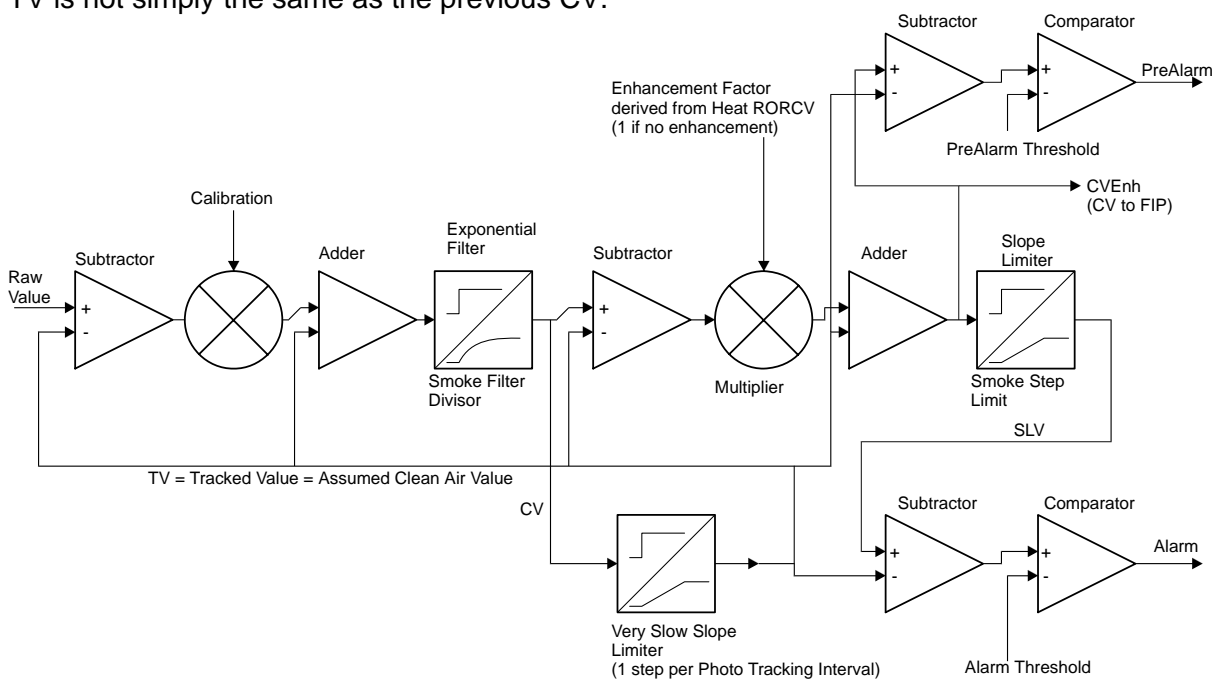 TV is not simply the same as the previous CV.
Subtractor
Comparator
+
-
+
-
PreAlarm
PreAlarm Threshold
Enhancement Factor
derived from Heat RORCV
(1 if no enhancement)
CVEnh
(CV to FIP)
Calibration
Raw
Value
Subtractor
+
-
Adder
Exponential
Filter
Smoke Filter
Divisor
Subtractor
+
-
Multiplier
Adder
Slope
Limiter
Smoke Step
Limit
SLV
TV = Tracked Value = Assumed Clean Air Value
CV
Very Slow Slope
Limiter
(1 step per Photo Tracking Interval)
Subtractor
Comparator
+
-
+
-
Alarm
Alarm Threshold